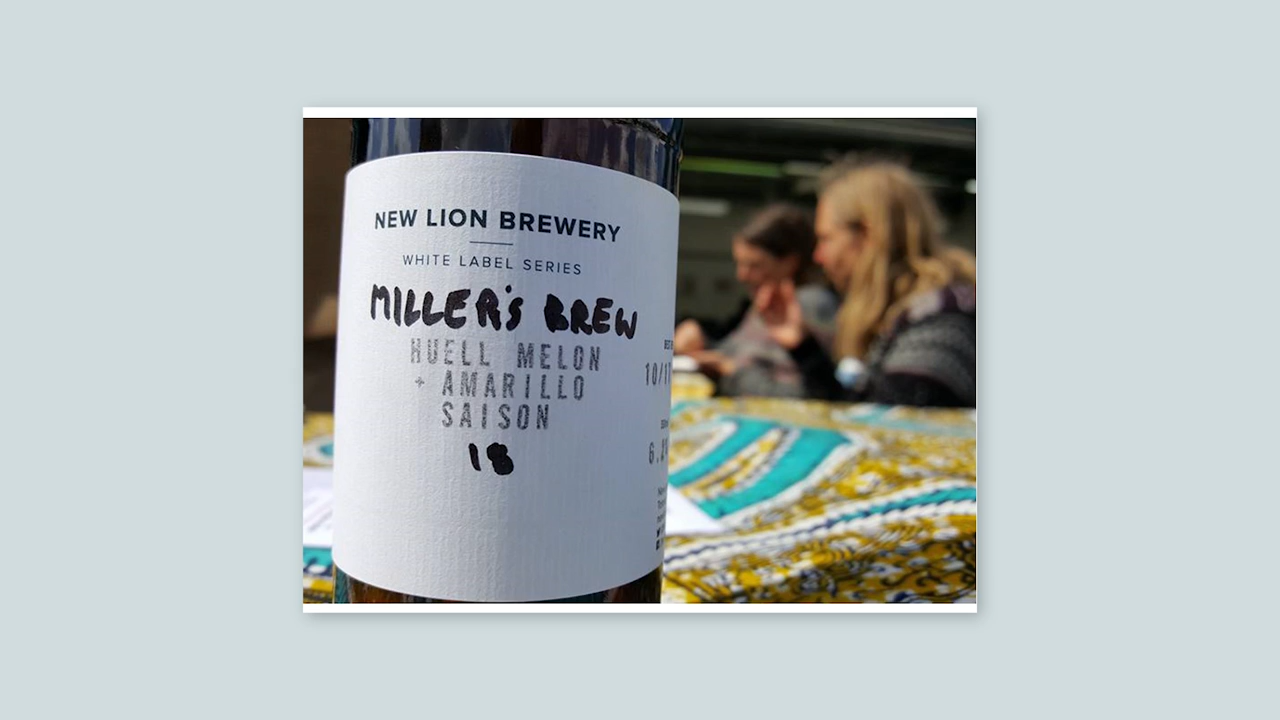 NEW LION BREWERY
WHITE LABEL SERIES
MILLER'S BREW
HUELL MELON
+ AMARILLO
SAISON
18